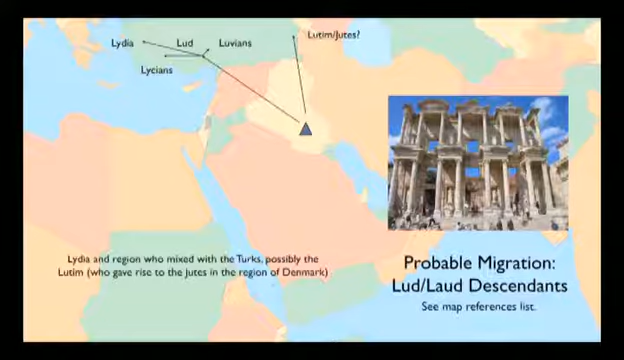 Lutim/Jutes?
Lydia
Lud
Luvians
Lycians
Lydia and region who mixed with the Turks, possibly the
Lutim (who gave rise to the Jutes in the region of Denmark)
Probable Migration:
Lud/Laud Descendants
See map references list.